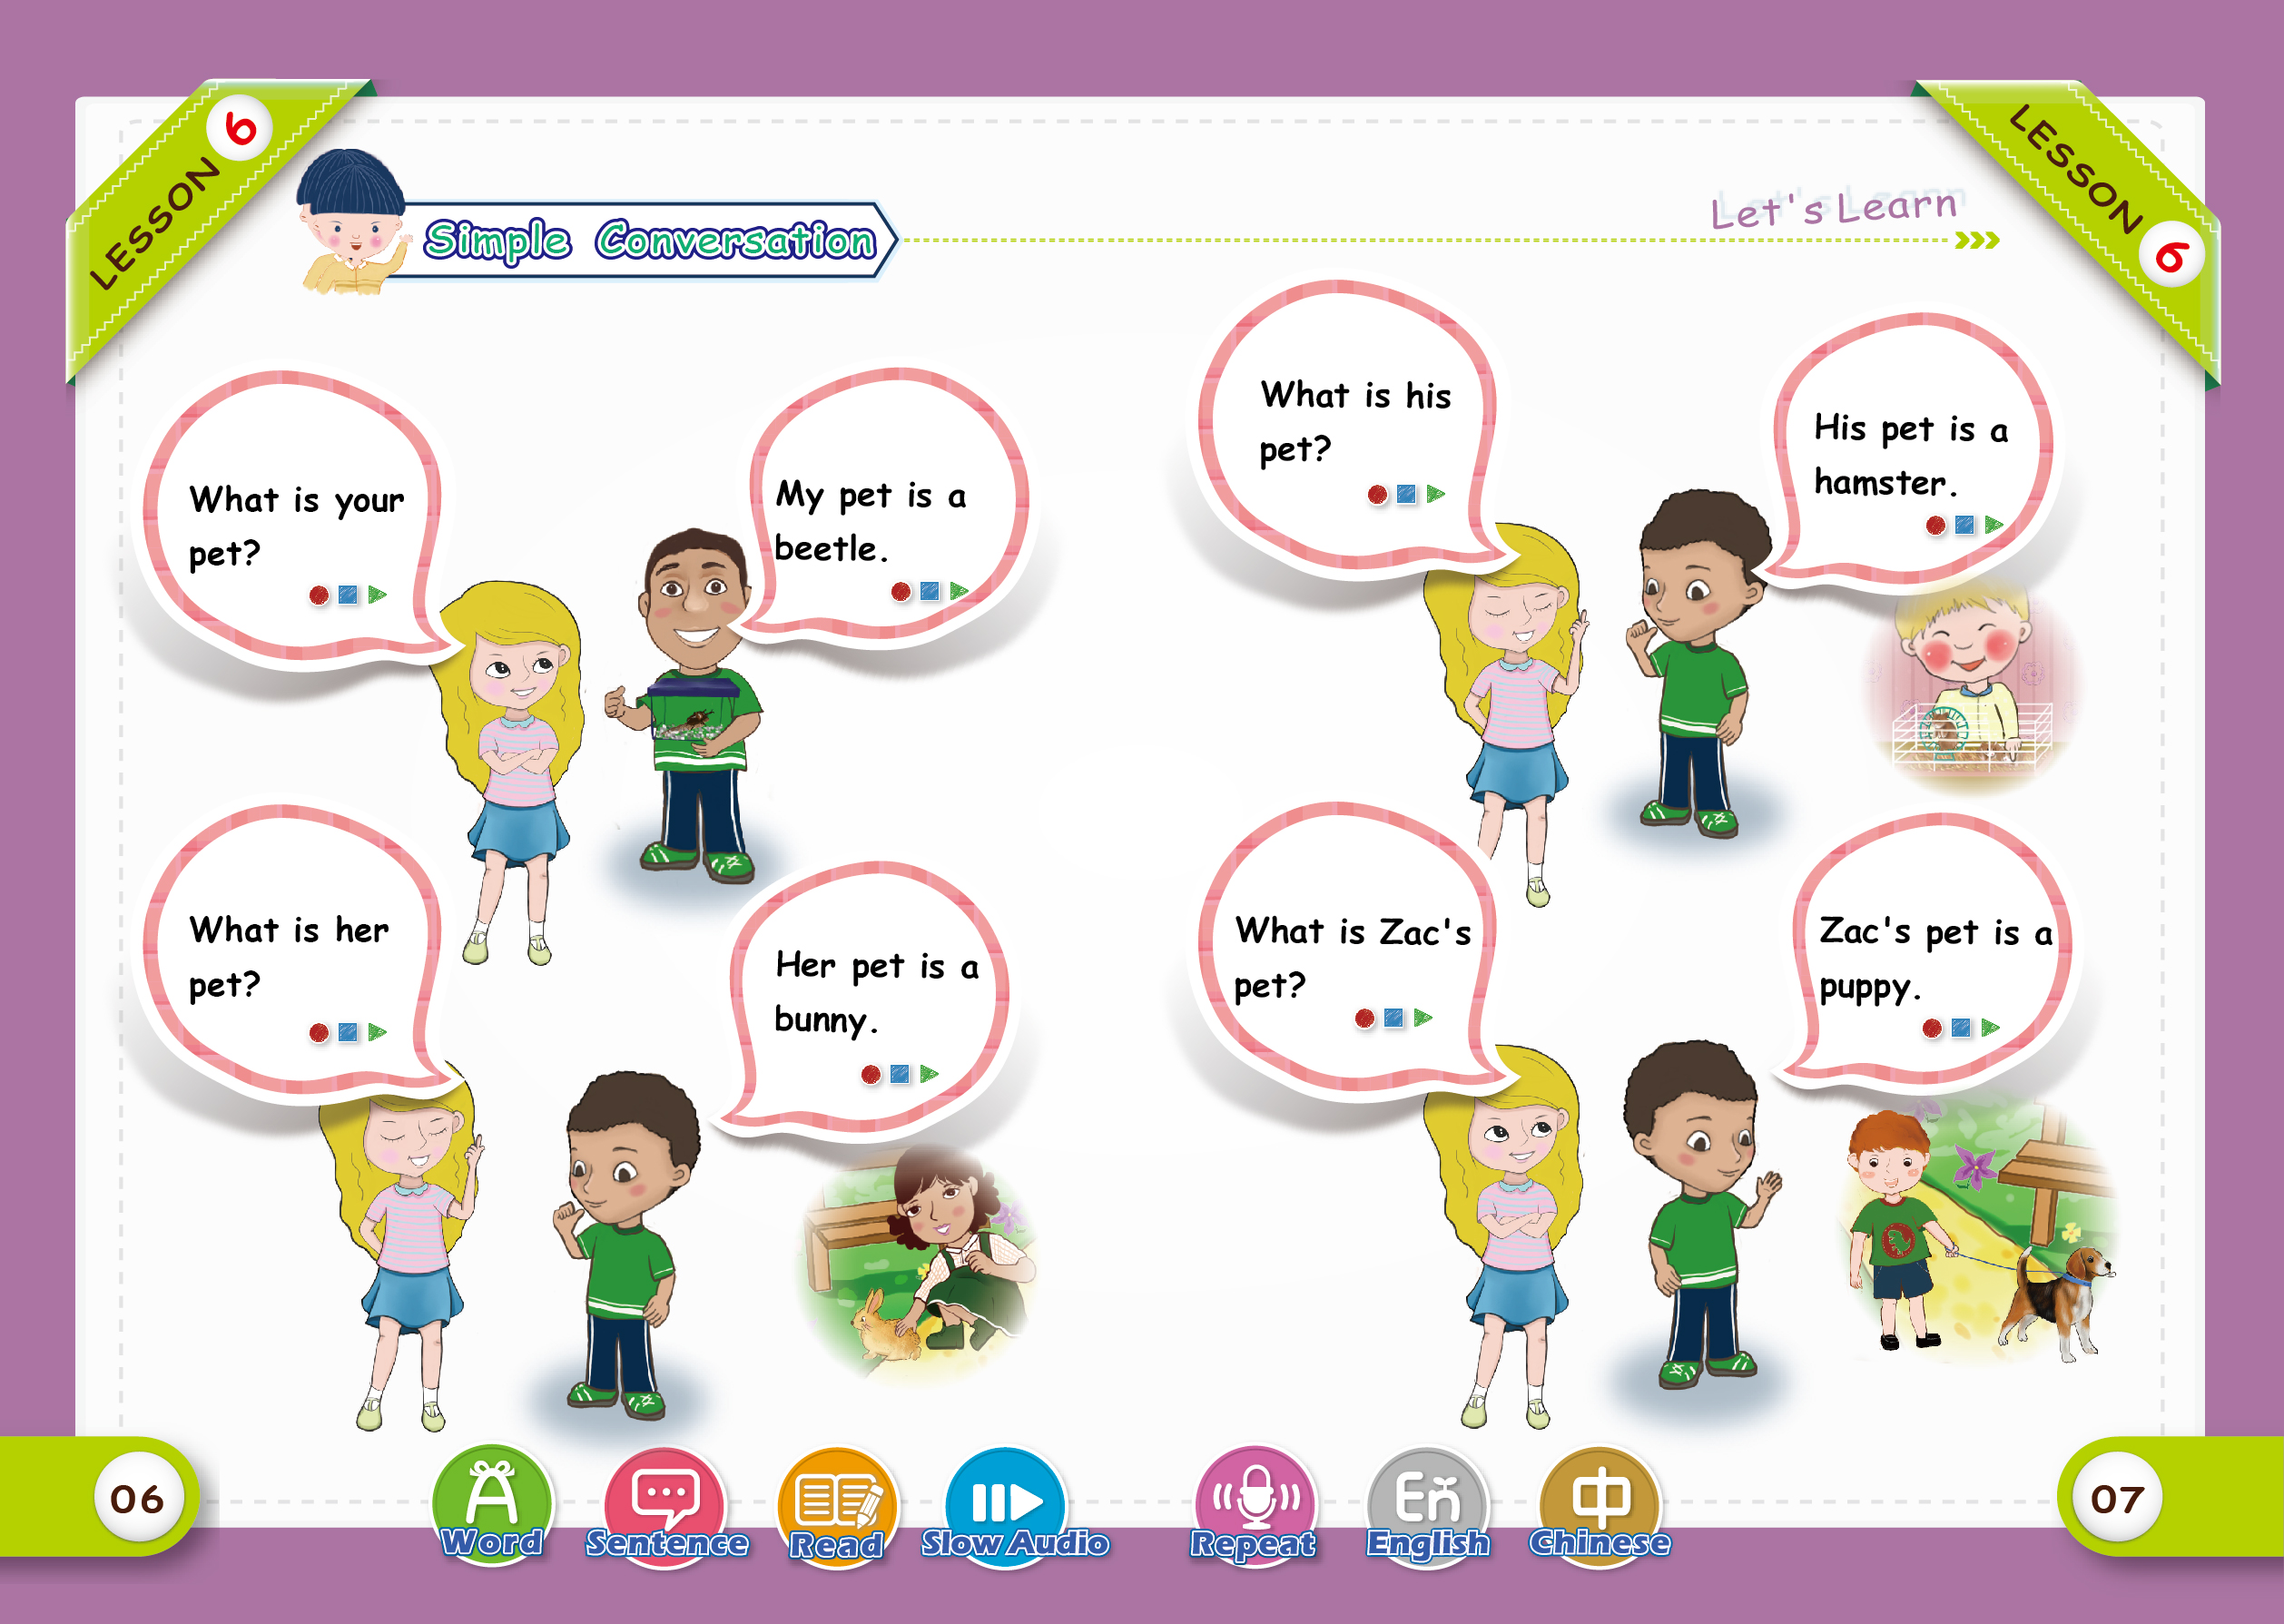 LESSON 6
Simple Conversation
Let's Learn
LESSON 6
What is your
pet?
My pet is a
beetle.
What is her
pet?
Her pet is a
bunny.
What is his
pet?
His pet is a
hamster.
What is Zac's
pet?
Zac's pet is a
puppy.
06
Word
Sentence
Read
Slow Audio
Repeat
En
English
中
Chinese
07